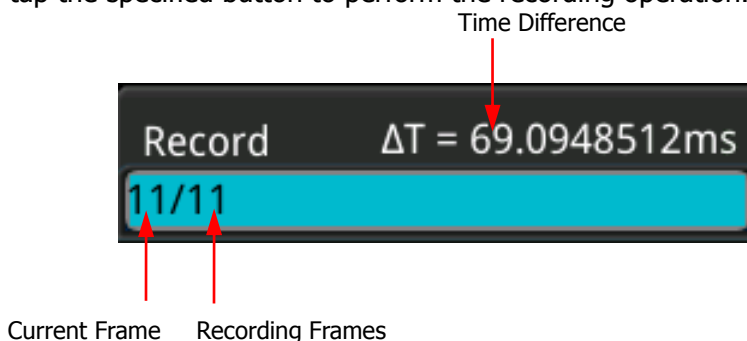 tap the specified button to perform the recording operation.
Time Difference
Record ΔT = 69.0948512ms
11/11
Current Frame Recording Frames